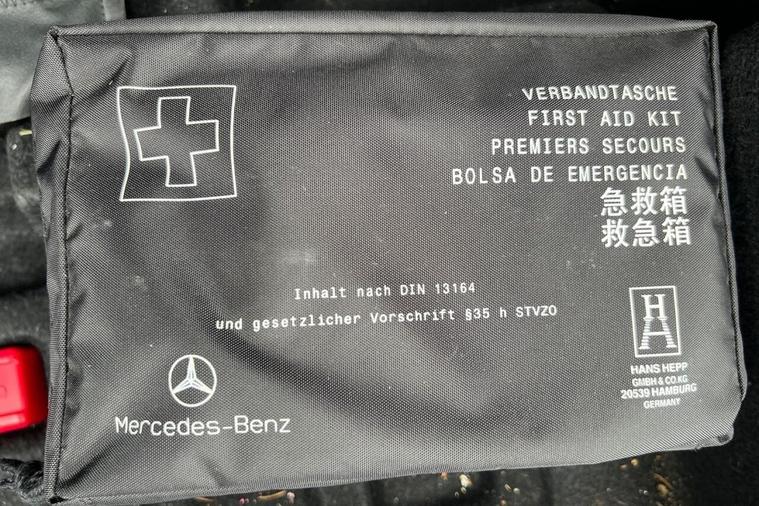 VERBANDTASCHE
FIRST AID KIT
PREMIERS SECOURS
BOLSA DE EMERGENCIA
急救箱
救急箱
Inhalt nach DIN 13164
und gesetzlicher Vorschrift §35 h STVZO
HA
HANS HEPP
GMBH & CO.KG
20539 HAMBURG
GERMANY
Mercedes-Benz